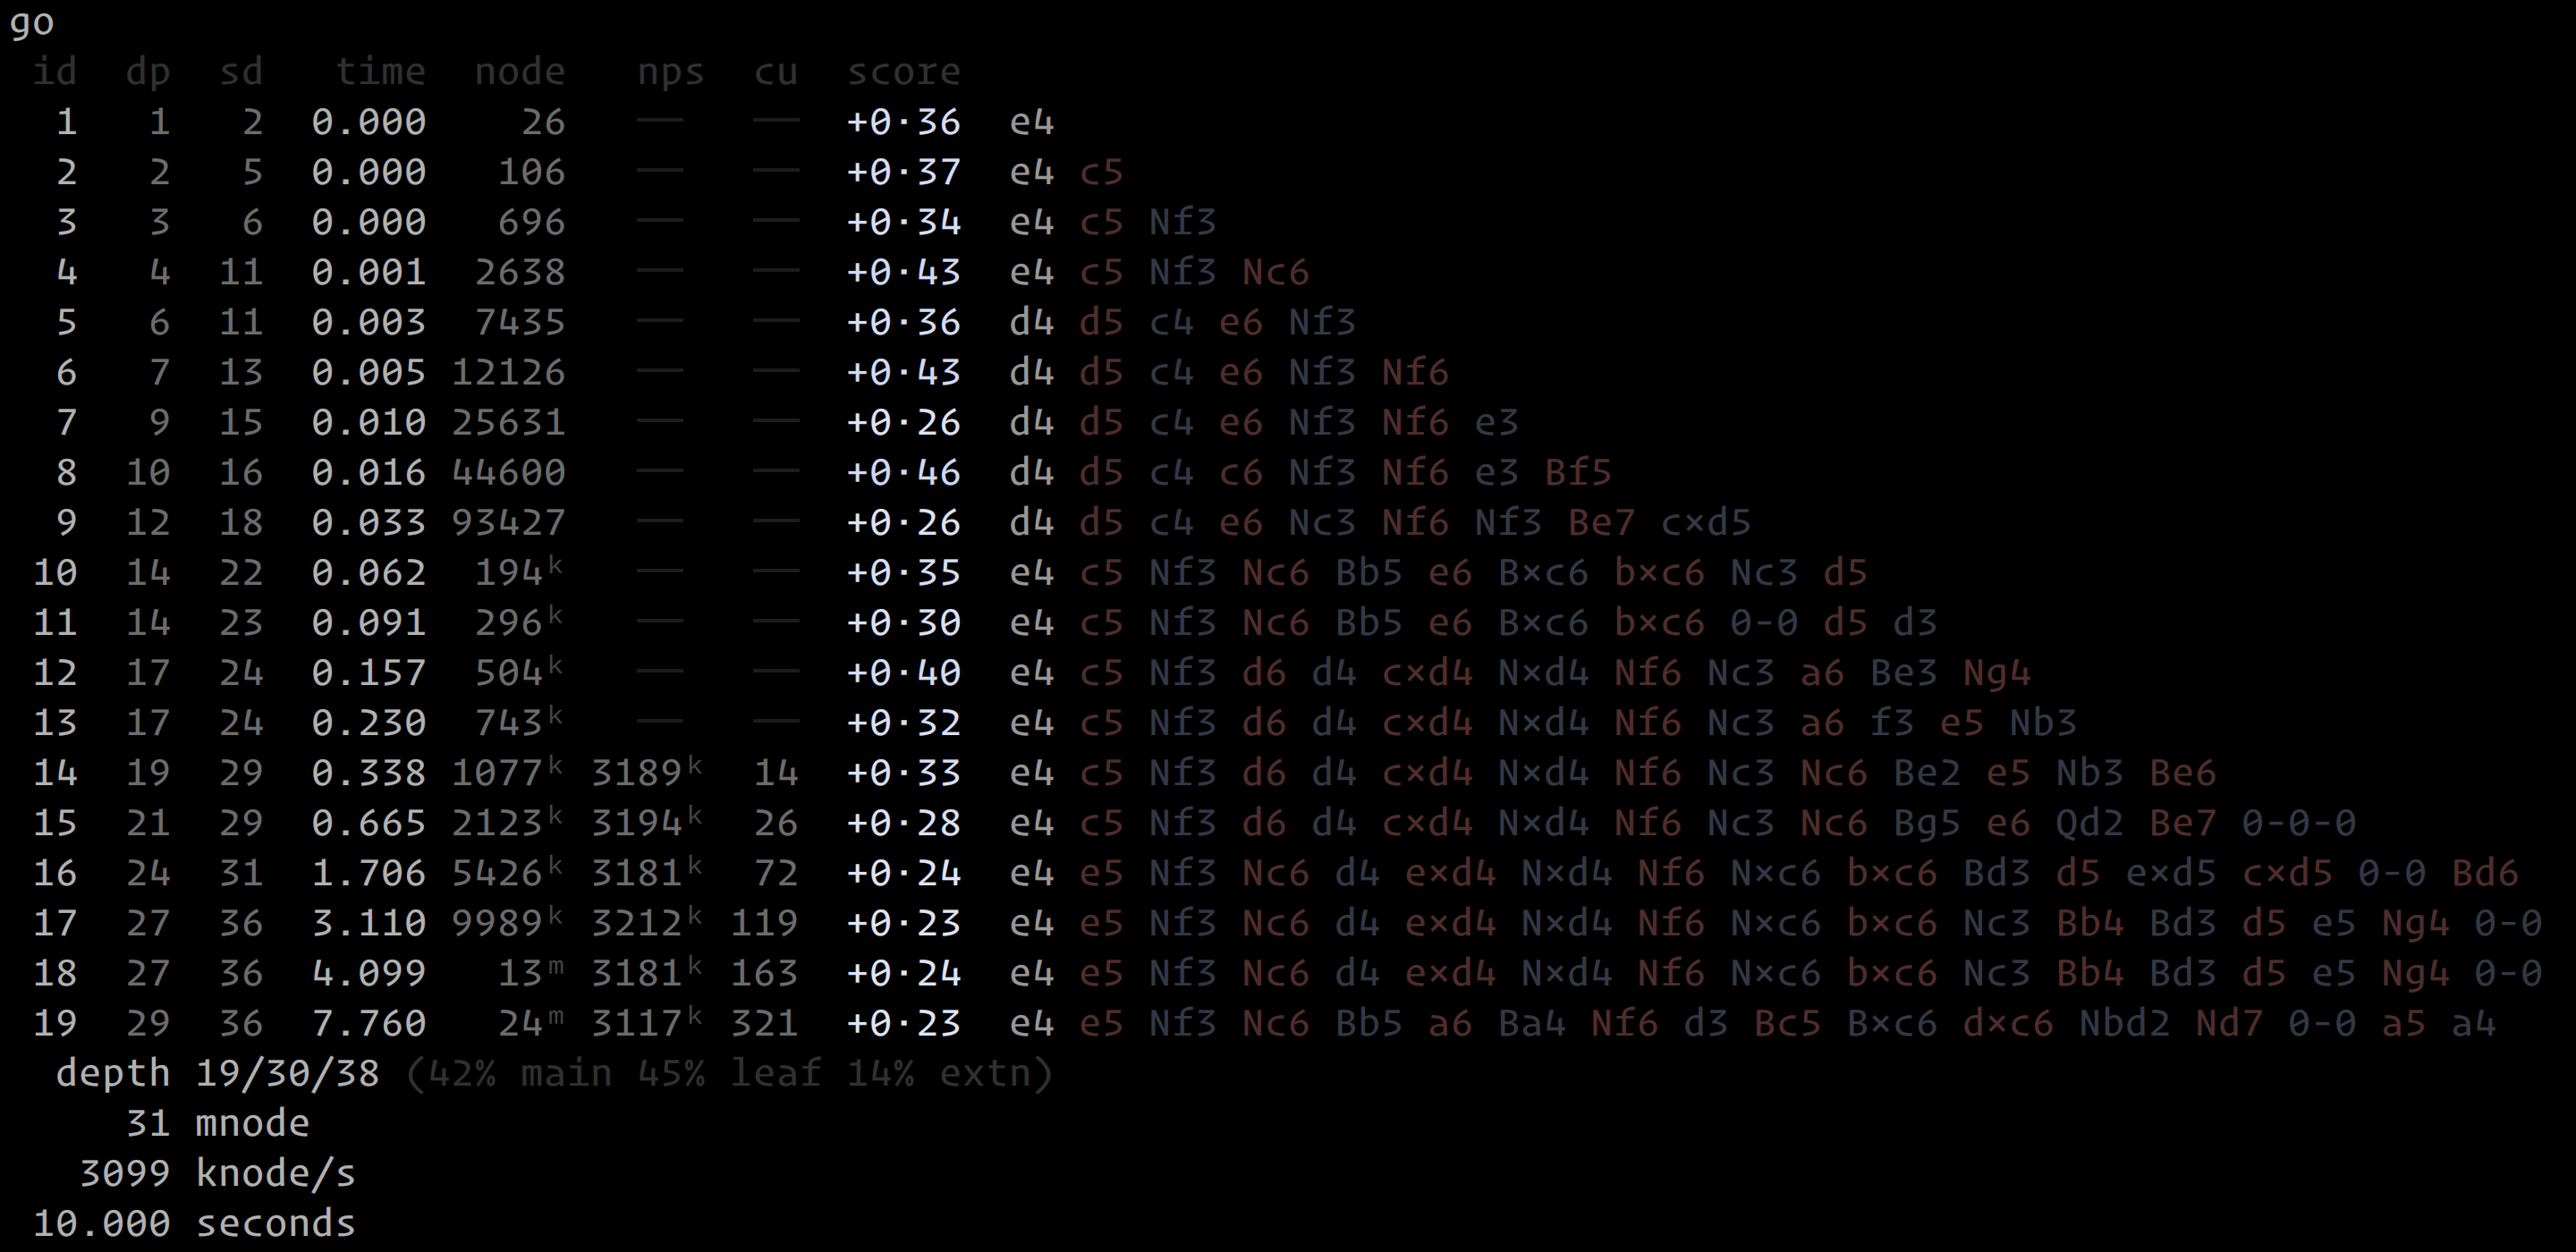 go
id dp sd time node nps cu score
1 1 2 0.000 26 —— —— +0·36 e4
2 2 5 0.000 106 —— —— +0·37 e4 c5
3 3 6 0.000 696 —— —— +0·34 e4 c5 Nf3
4 4 11 0.001 2638 —— —— +0·43 e4 c5 Nf3 Nc6
5 6 11 0.003 7435 —— —— +0·36 d4 d5 c4 e6 Nf3
6 7 13 0.005 12126 —— —— +0·43 d4 d5 c4 e6 Nf3 Nf6
7 9 15 0.010 25631 —— —— +0·26 d4 d5 c4 e6 Nf3 Nf6 e3
8 10 16 0.016 44600 —— —— +0·46 d4 d5 c4 c6 Nf3 Nf6 e3 Bf5
9 12 18 0.033 93427 —— —— +0·26 d4 d5 c4 e6 Nc3 Nf6 Nf3 Be7 c×d5
10 14 22 0.062 194ᵏ —— —— +0·35 e4 c5 Nf3 Nc6 Bb5 e6 B×c6 b×c6 Nc3 d5
11 14 23 0.091 296ᵏ —— —— +0·30 e4 c5 Nf3 Nc6 Bb5 e6 B×c6 b×c6 0-0 d5 d3
12 17 24 0.157 504ᵏ —— —— +0·40 e4 c5 Nf3 d6 d4 c×d4 N×d4 Nf6 Nc3 a6 Be3 Ng4
13 17 24 0.230 743ᵏ —— —— +0·32 e4 c5 Nf3 d6 d4 c×d4 N×d4 Nf6 Nc3 a6 f3 e5 Nb3
14 19 29 0.338 1077ᵏ 3189ᵏ 14 +0·33 e4 c5 Nf3 d6 d4 c×d4 N×d4 Nf6 Nc3 Nc6 Be2 e5 Nb3 Be6
15 21 29 0.665 2123ᵏ 3194ᵏ 26 +0·28 e4 c5 Nf3 d6 d4 c×d4 N×d4 Nf6 Nc3 Nc6 Bg5 e6 Qd2 Be7 0-0-0
16 24 31 1.706 5426ᵏ 3181ᵏ 72 +0·24 e4 e5 Nf3 Nc6 d4 e×d4 N×d4 Nf6 N×c6 b×c6 Bd3 d5 e×d5 c×d5 0-0 Bd6
17 27 36 3.110 9989ᵏ 3212ᵏ 119 +0·23 e4 e5 Nf3 Nc6 d4 e×d4 N×d4 Nf6 N×c6 b×c6 Nc3 Bb4 Bd3 d5 e5 Ng4 0-0
18 27 36 4.099 13ᵐ 3181ᵏ 163 +0·24 e4 e5 Nf3 Nc6 d4 e×d4 N×d4 Nf6 N×c6 b×c6 Nc3 Bb4 Bd3 d5 e5 Ng4 0-0
19 29 36 7.760 24ᵐ 3117ᵏ 321 +0·23 e4 e5 Nf3 Nc6 Bb5 a6 Ba4 Nf6 d3 Bc5 B×c6 d×c6 Nbd2 Nd7 0-0 a5 a4
depth 19/30/38 (42% main 45% leaf 14% extn)
31 mnode
3099 knode/s
10.000 seconds